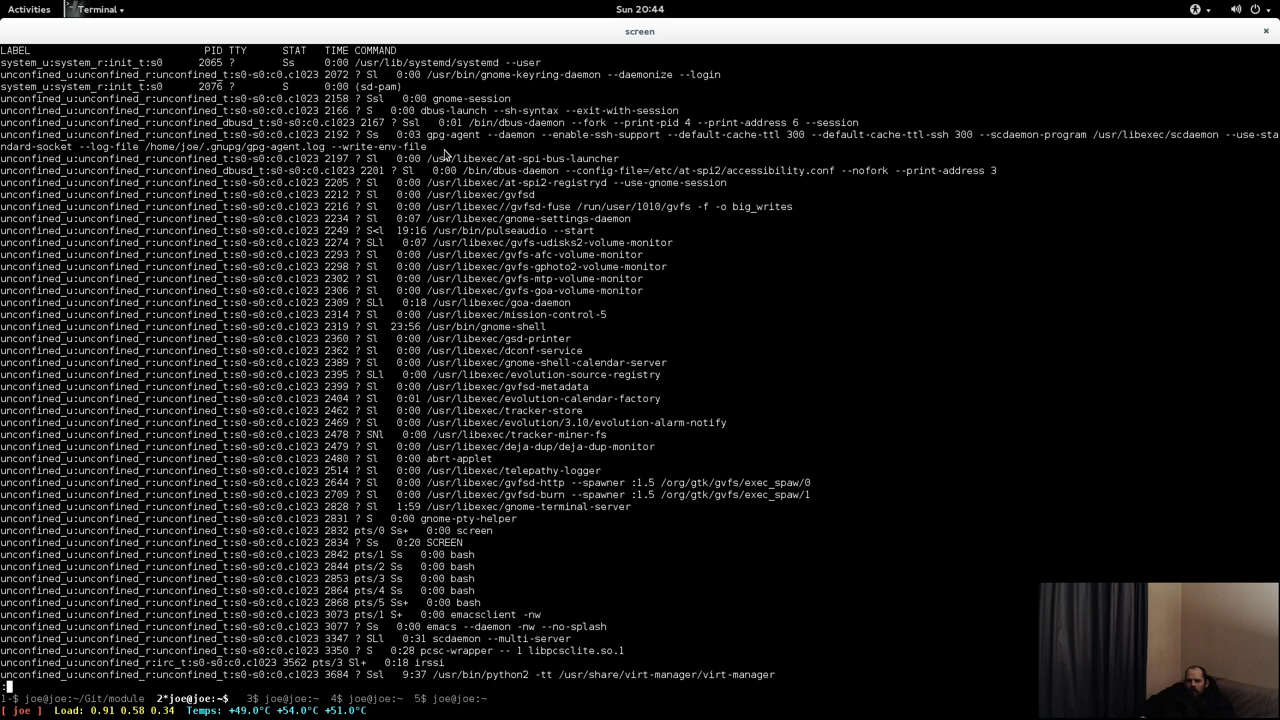 Activities Terminal Sun 20:44
screen ×
LABEL PID TTY STAT TIME COMMAND
system_u:system_r:init_t:s0 2065 ? Ss 0:00 /usr/lib/systemd/systemd --user
unconfined_u:unconfined_r:unconfined_t:s0-s0:c0.c1023 2072 ? Sl 0:00 /usr/bin/gnome-keyring-daemon --daemonize --login
system_u:system_r:init_t:s0 2076 ? S 0:00 (sd-pam)
unconfined_u:unconfined_r:unconfined_t:s0-s0:c0.c1023 2158 ? Ssl 0:00 gnome-session
unconfined_u:unconfined_r:unconfined_t:s0-s0:c0.c1023 2166 ? S 0:00 dbus-launch --sh-syntax --exit-with-session
unconfined_u:unconfined_r:unconfined_dbusd_t:s0-s0:c0.c1023 2167 ? Ssl 0:01 /bin/dbus-daemon --fork --print-pid 4 --print-address 6 --session
unconfined_u:unconfined_r:unconfined_t:s0-s0:c0.c1023 2192 ? Ss 0:03 gpg-agent --daemon --enable-ssh-support --default-cache-ttl 300 --default-cache-ttl-ssh 300 --scdaemon-program /usr/libexec/scdaemon --use-sta
ndard-socket --log-file /home/joe/.gnupg/gpg-agent.log --write-env-file
unconfined_u:unconfined_r:unconfined_t:s0-s0:c0.c1023 2197 ? Sl 0:00 /usr/libexec/at-spi-bus-launcher
unconfined_u:unconfined_r:unconfined_dbusd_t:s0-s0:c0.c1023 2201 ? Sl 0:00 /bin/dbus-daemon --config-file=/etc/at-spi2/accessibility.conf --nofork --print-address 3
unconfined_u:unconfined_r:unconfined_t:s0-s0:c0.c1023 2205 ? Sl 0:00 /usr/libexec/at-spi2-registryd --use-gnome-session
unconfined_u:unconfined_r:unconfined_t:s0-s0:c0.c1023 2212 ? Sl 0:00 /usr/libexec/gvfsd
unconfined_u:unconfined_r:unconfined_t:s0-s0:c0.c1023 2216 ? Sl 0:00 /usr/libexec//gvfsd-fuse /run/user/1010/gvfs -f -o big_writes
unconfined_u:unconfined_r:unconfined_t:s0-s0:c0.c1023 2234 ? Sl 0:07 /usr/libexec/gnome-settings-daemon
unconfined_u:unconfined_r:unconfined_t:s0-s0:c0.c1023 2249 ? S<l 19:16 /usr/bin/pulseaudio --start
unconfined_u:unconfined_r:unconfined_t:s0-s0:c0.c1023 2274 ? SLl 0:07 /usr/libexec/gvfs-udisks2-volume-monitor
unconfined_u:unconfined_r:unconfined_t:s0-s0:c0.c1023 2293 ? Sl 0:00 /usr/libexec/gvfs-afc-volume-monitor
unconfined_u:unconfined_r:unconfined_t:s0-s0:c0.c1023 2298 ? Sl 0:00 /usr/libexec/gvfs-gphoto2-volume-monitor
unconfined_u:unconfined_r:unconfined_t:s0-s0:c0.c1023 2302 ? Sl 0:00 /usr/libexec/gvfs-mtp-volume-monitor
unconfined_u:unconfined_r:unconfined_t:s0-s0:c0.c1023 2306 ? Sl 0:00 /usr/libexec/gvfs-goa-volume-monitor
unconfined_u:unconfined_r:unconfined_t:s0-s0:c0.c1023 2309 ? SLl 0:18 /usr/libexec/goa-daemon
unconfined_u:unconfined_r:unconfined_t:s0-s0:c0.c1023 2314 ? Sl 0:00 /usr/libexec/mission-control-5
unconfined_u:unconfined_r:unconfined_t:s0-s0:c0.c1023 2319 ? Sl 23:56 /usr/bin/gnome-shell
unconfined_u:unconfined_r:unconfined_t:s0-s0:c0.c1023 2360 ? Sl 0:00 /usr/libexec/gsd-printer
unconfined_u:unconfined_r:unconfined_t:s0-s0:c0.c1023 2362 ? Sl 0:00 /usr/libexec/dconf-service
unconfined_u:unconfined_r:unconfined_t:s0-s0:c0.c1023 2389 ? Sl 0:00 /usr/libexec/gnome-shell-calendar-server
unconfined_u:unconfined_r:unconfined_t:s0-s0:c0.c1023 2395 ? SLl 0:00 /usr/libexec/evolution-source-registry
unconfined_u:unconfined_r:unconfined_t:s0-s0:c0.c1023 2399 ? Sl 0:00 /usr/libexec/gvfsd-metadata
unconfined_u:unconfined_r:unconfined_t:s0-s0:c0.c1023 2404 ? Sl 0:01 /usr/libexec/evolution-calendar-factory
unconfined_u:unconfined_r:unconfined_t:s0-s0:c0.c1023 2462 ? Sl 0:00 /usr/libexec/tracker-store
unconfined_u:unconfined_r:unconfined_t:s0-s0:c0.c1023 2469 ? Sl 0:00 /usr/libexec/evolution/3.10/evolution-alarm-notify
unconfined_u:unconfined_r:unconfined_t:s0-s0:c0.c1023 2478 ? SNl 0:00 /usr/libexec/tracker-miner-fs
unconfined_u:unconfined_r:unconfined_t:s0-s0:c0.c1023 2479 ? Sl 0:00 /usr/libexec/deja-dup/deja-dup-monitor
unconfined_u:unconfined_r:unconfined_t:s0-s0:c0.c1023 2480 ? Sl 0:00 abrt-applet
unconfined_u:unconfined_r:unconfined_t:s0-s0:c0.c1023 2514 ? Sl 0:00 /usr/libexec/telepathy-logger
unconfined_u:unconfined_r:unconfined_t:s0-s0:c0.c1023 2644 ? Sl 0:00 /usr/libexec/gvfsd-http --spawner :1.5 /org/gtk/gvfs/exec_spaw/0
unconfined_u:unconfined_r:unconfined_t:s0-s0:c0.c1023 2709 ? Sl 0:00 /usr/libexec/gvfsd-burn --spawner :1.5 /org/gtk/gvfs/exec_spaw/1
unconfined_u:unconfined_r:unconfined_t:s0-s0:c0.c1023 2828 ? Sl 1:59 /usr/libexec/gnome-terminal-server
unconfined_u:unconfined_r:unconfined_t:s0-s0:c0.c1023 2831 ? S 0:00 gnome-pty-helper
unconfined_u:unconfined_r:unconfined_t:s0-s0:c0.c1023 2832 pts/0 Ss+ 0:00 screen
unconfined_u:unconfined_r:unconfined_t:s0-s0:c0.c1023 2834 ? Ss 0:20 SCREEN
unconfined_u:unconfined_r:unconfined_t:s0-s0:c0.c1023 2842 pts/1 Ss 0:00 bash
unconfined_u:unconfined_r:unconfined_t:s0-s0:c0.c1023 2844 pts/2 Ss 0:00 bash
unconfined_u:unconfined_r:unconfined_t:s0-s0:c0.c1023 2853 pts/3 Ss 0:00 bash
unconfined_u:unconfined_r:unconfined_t:s0-s0:c0.c1023 2864 pts/4 Ss 0:00 bash
unconfined_u:unconfined_r:unconfined_t:s0-s0:c0.c1023 2868 pts/5 Ss+ 0:00 bash
unconfined_u:unconfined_r:unconfined_t:s0-s0:c0.c1023 3073 pts/1 S+ 0:00 emacsclient -nw
unconfined_u:unconfined_r:unconfined_t:s0-s0:c0.c1023 3077 ? Ss 0:00 emacs --daemon -nw --no-splash
unconfined_u:unconfined_r:unconfined_t:s0-s0:c0.c1023 3347 ? SLl 0:31 scdaemon --multi-server
unconfined_u:unconfined_r:unconfined_t:s0-s0:c0.c1023 3350 ? S 0:28 pcsc-wrapper -- 1 libpcsclite.so.1
unconfined_u:unconfined_r:irc_t:s0-s0:c0.c1023 3562 pts/3 Sl+ 0:18 irssi
unconfined_u:unconfined_r:unconfined_t:s0-s0:c0.c1023 3684 ? Ssl 9:37 /usr/bin/python2 -tt /usr/share/virt-manager/virt-manager
:
1-$ joe@joe:~/Git/module 2*joe@joe:~$ 3$ joe@joe:~ 4$ joe@joe:~ 5$ joe@joe:~
[ joe ] Load: 0.91 0.58 0.34 Temps: +49.0°C +54.0°C +51.0°C